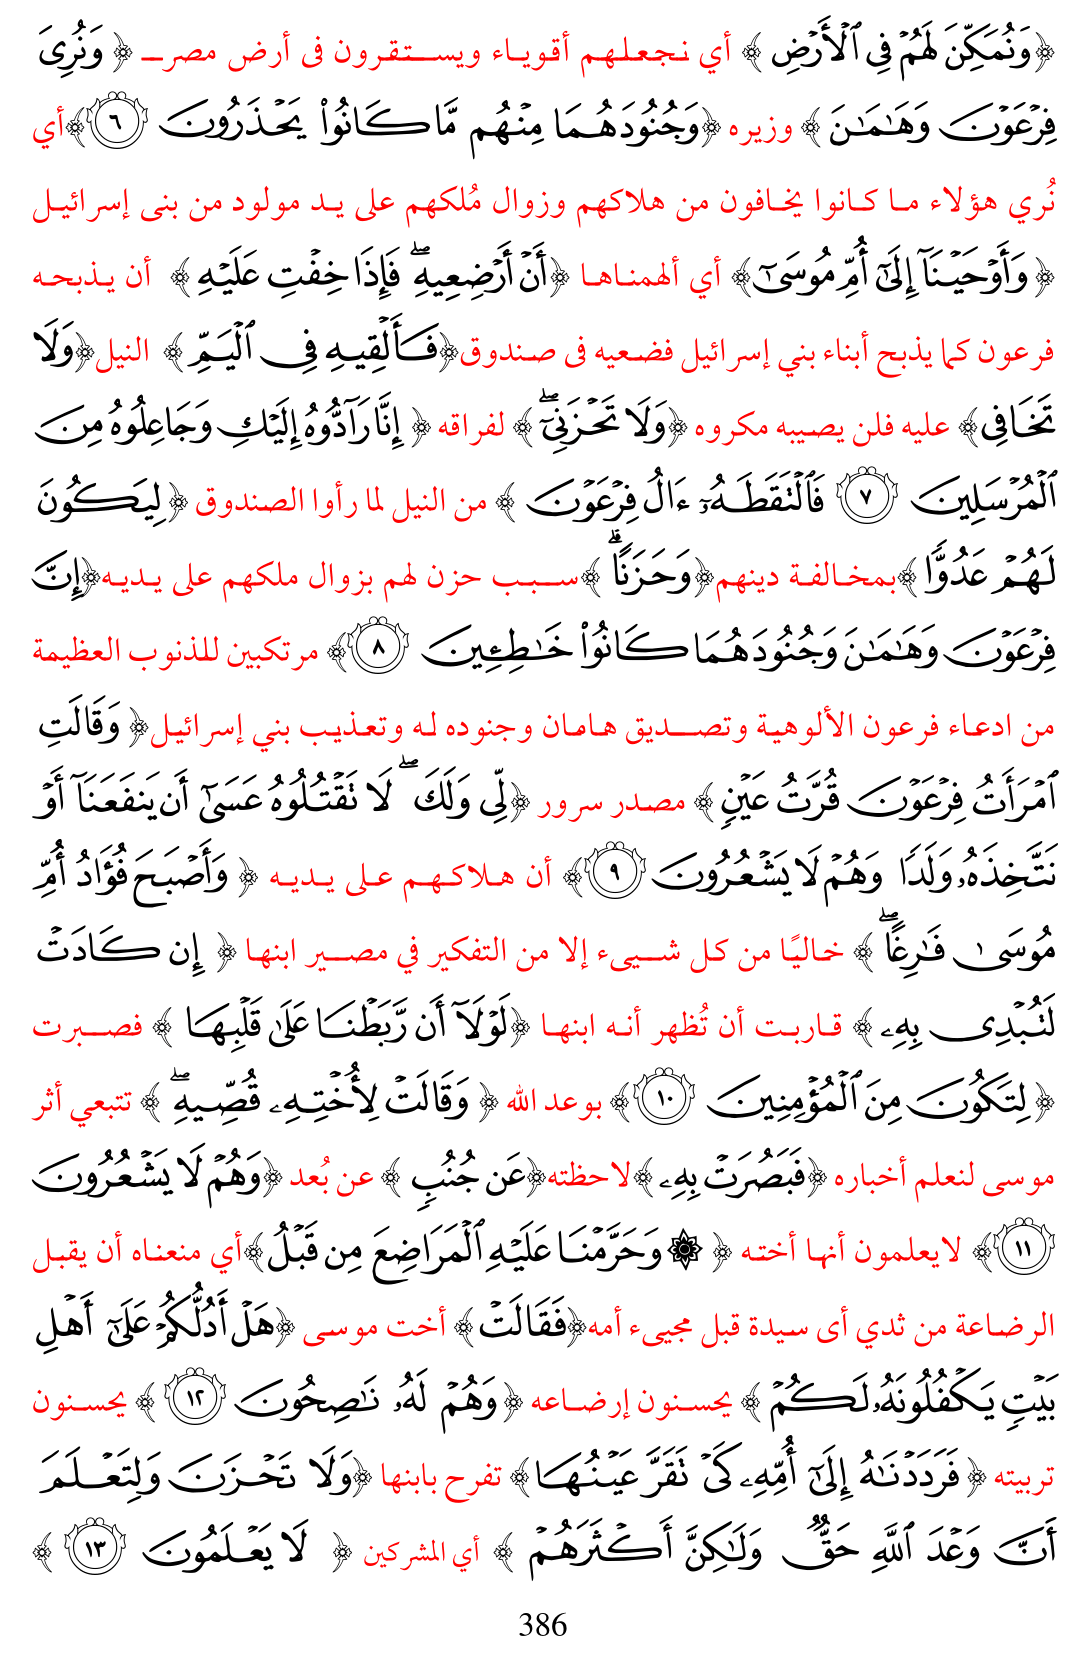 ﴿وَنُمَكِّنَ لَهُمۡ فِي ٱلۡأَرۡضِ ﴾ أي نجعلهم أقوياء ويستقرون فى أرض مصر ﴿ وَنُرِيَ
فِرۡعَوۡنَ وَهَٰمَٰنَ ﴾ وزيره ﴿وَجُنُودَهُمَا مِنۡهُم مَّا كَانُواْ يَحۡذَرُونَ ٦﴾أي
نُري هؤلاء ما كانوا يخافون من هلاكهم وزوال مُلكهم على يد مولود من بنى إسرائيل
﴿ وَأَوۡحَيۡنَآ إِلَىٰٓ أُمِّ مُوسَىٰٓ﴾ أي ألهمناها ﴿أَنۡ أَرۡضِعِيهِۖ فَإِذَا خِفۡتِ عَلَيۡهِ ﴾ أن يذبحه
فرعون كما يذبح أبناء بني إسرائيل فضعيه فى صندوق﴿فَأَلۡقِيهِ فِي ٱلۡيَمِّ ﴾ النيل﴿وَلَا
تَخَافِي﴾ عليه فلن يصيبه مكروه ﴿وَلَا تَحۡزَنِيٓۖ ﴾ لفراقه ﴿ إِنَّا رَآدُّوهُ إِلَيۡكِ وَجَاعِلُوهُ مِنَ
ٱلۡمُرۡسَلِينَ ٧ فَٱلۡتَقَطَهُۥٓ ءَالُ فِرۡعَوۡنَ ﴾ من النيل لما رأوا الصندوق ﴿لِيَكُونَ
لَهُمۡ عَدُوّٗا ﴾بمخالفة دينهم﴿وَحَزَنًاۗ ﴾سبب حزن لهم بزوال ملكهم على يديه﴿إِنَّ
فِرۡعَوۡنَ وَهَٰمَٰنَ وَجُنُودَهُمَا كَانُواْ خَٰطِـِٔينَ ٨﴾ مرتكبين للذنوب العظيمة
من ادعاء فرعون الألوهية وتصديق هامان وجنوده له وتعذيب بني إسرائيل﴿ وَقَالَتِ
ٱمۡرَأَتُ فِرۡعَوۡنَ قُرَّتُ عَيۡنٖ ﴾ مصدر سرور ﴿لِّي وَلَكَۖ لَا تَقۡتُلُوهُ عَسَىٰٓ أَن يَنفَعَنَآ أَوۡ
نَتَّخِذَهُۥ وَلَدٗا وَهُمۡ لَا يَشۡعُرُونَ ٩﴾ أن هلاكهم على يديه ﴿ وَأَصۡبَحَ فُؤَادُ أُمِّ
مُوسَىٰ فَٰرِغًاۖ ﴾ خاليًا من كل شيىء إلا من التفكير في مصير ابنها ﴿ إِن كَادَتۡ
لَتُبۡدِي بِهِۦ ﴾ قاربت أن تُظهر أنه ابنها ﴿لَوۡلَآ أَن رَّبَطۡنَا عَلَىٰ قَلۡبِهَا ﴾ فصبرت
﴿ لِتَكُونَ مِنَ ٱلۡمُؤۡمِنِينَ ١٠﴾ بوعد الله ﴿ وَقَالَتۡ لِأُخۡتِهِۦ قُصِّيهِۖ ﴾ تتبعي أثر
موسى لنعلم أخباره ﴿فَبَصُرَتۡ بِهِۦ ﴾لاحظته﴿عَن جُنُبٖ ﴾ عن بُعد ﴿وَهُمۡ لَا يَشۡعُرُونَ
١١﴾ لايعلمون أنها أخته ﴿ ۞وَحَرَّمۡنَا عَلَيۡهِ ٱلۡمَرَاضِعَ مِن قَبۡلُ﴾أي منعناه أن يقبل
الرضاعة من ثدي أى سيدة قبل مجيىء أمه﴿فَقَالَتۡ ﴾ أخت موسى ﴿هَلۡ أَدُلُّكُمۡ عَلَىٰٓ أَهۡلِ
بَيۡتٖ يَكۡفُلُونَهُۥ لَكُمۡ ﴾ يحسنون إرضاعه ﴿وَهُمۡ لَهُۥ نَٰصِحُونَ ١٢ ﴾ يحسنون
تربيته ﴿ فَرَدَدۡنَٰهُ إِلَىٰٓ أُمِّهِۦ كَيۡ تَقَرَّ عَيۡنُهَا﴾ تفرح بابنها ﴿وَلَا تَحۡزَنَ وَلِتَعۡلَمَ
أَنَّ وَعۡدَ ٱللَّهِ حَقّٞ وَلَٰكِنَّ أَكۡثَرَهُمۡ ﴾ أي المشركين ﴿ لَا يَعۡلَمُونَ ١٣ ﴾
386